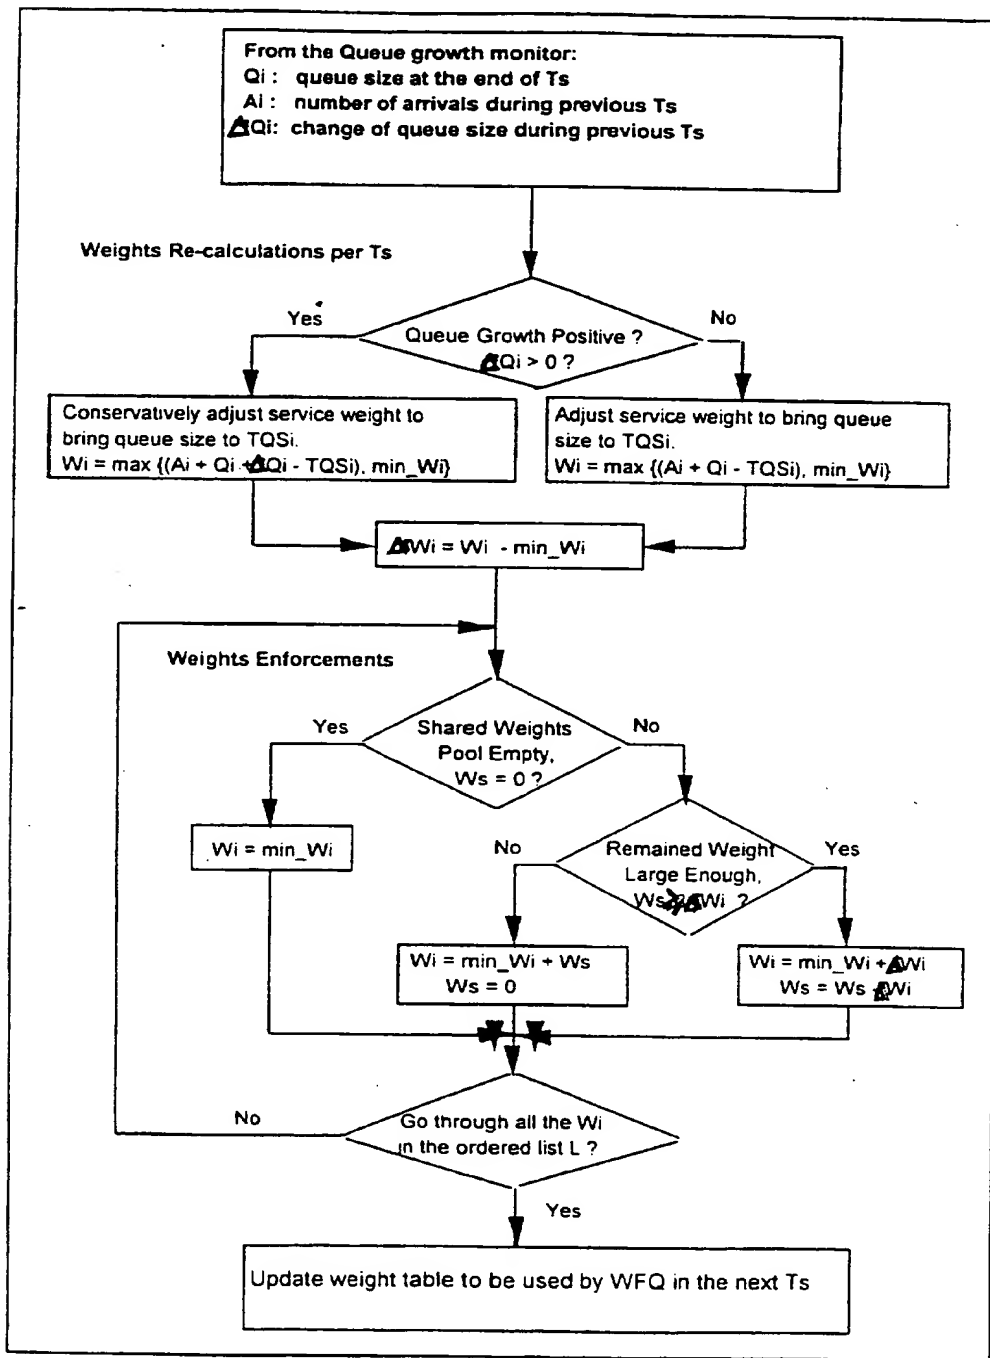 From the Queue growth monitor:
Qi : queue size at the end of Ts
Ai : number of arrivals during previous Ts
ΔQi: change of queue size during previous Ts
Weights Re-calculations per Ts
Yes
No
Queue Growth Positive ?
ΔQi > 0 ?
Conservatively adjust service weight to
bring queue size to TQSi.
Wi = max {(Ai + Qi + ΔQi - TQSi), min_Wi}
Adjust service weight to bring queue
size to TQSi.
Wi = max {(Ai + Qi - TQSi), min_Wi}
ΔWi = Wi - min_Wi
Weights Enforcements
Yes
No
Shared Weights
Pool Empty,
Ws = 0 ?
Wi = min_Wi
No
Yes
Remained Weight
Large Enough,
Ws ΔWi ?
Wi = min_Wi + Ws
Ws = 0
Wi = min_Wi + ΔWi
Ws = Ws ΔWi
No
Go through all the Wi
in the ordered list L ?
Yes
Update weight table to be used by WFQ in the next Ts